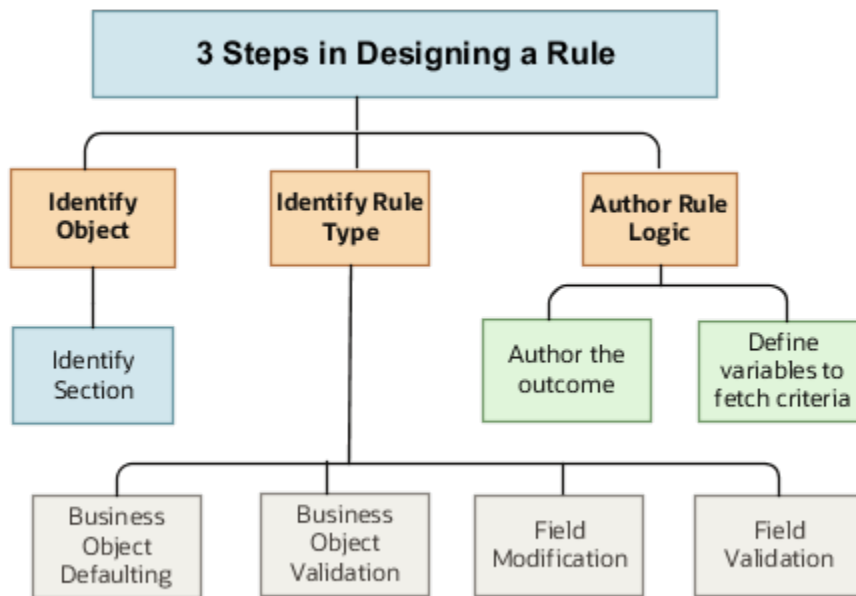 3 Steps in Designing a Rule
Identify
Object
Identify Rule
Type
Author Rule
Logic
Identify
Section
Author the
outcome
Define
variables to
fetch criteria
Business
Object
Defaulting
Business
Object
Validation
Field
Modification
Field
Validation